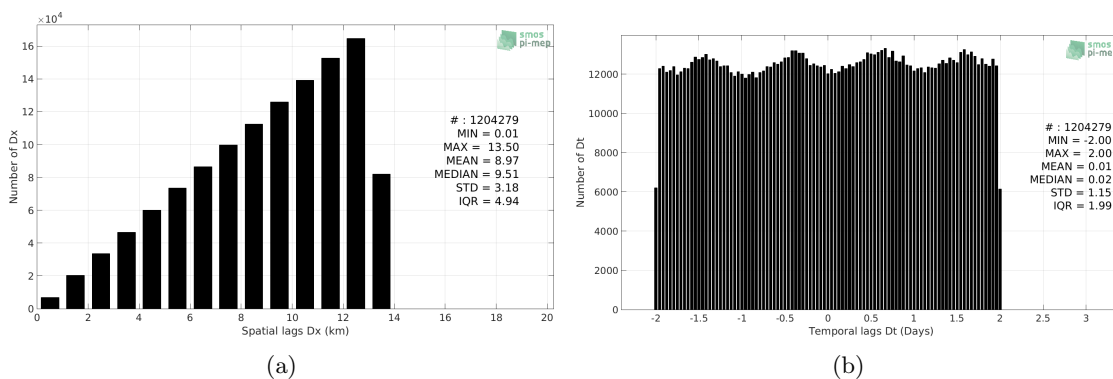 ×10⁴
16
14
12
10
8
6
4
2
0
Number of Dx
smos
pi-mep
# : 1204279
MIN = 0.01
MAX = 13.50
MEAN = 8.97
MEDIAN = 9.51
STD = 3.18
IQR = 4.94
0 2 4 6 8 10 12 14 16 18 20
Spatial lags Dx (km)
(a)
12000
10000
8000
6000
4000
2000
0
Number of Dt
smos
pi-me
# : 1204279
MIN = -2.00
MAX = 2.00
MEAN = 0.01
MEDIAN = 0.02
STD = 1.15
IQR = 1.99
-2 -1.5 -1 -0.5 0 0.5 1 1.5 2 2.5 3
Temporal lags Dt (Days)
(b)